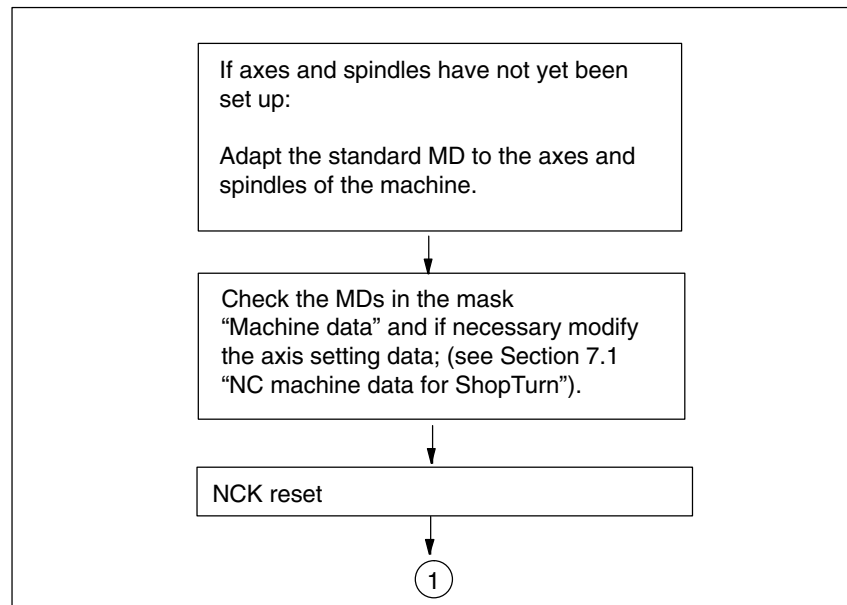 If axes and spindles have not yet been
set up:
Adapt the standard MD to the axes and
spindles of the machine.
Check the MDs in the mask
“Machine data” and if necessary modify
the axis setting data; (see Section 7.1
“NC machine data for ShopTurn”).
NCK reset
1